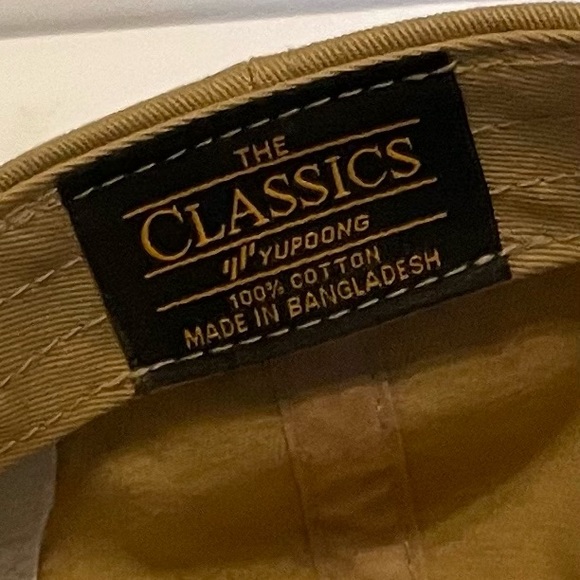 THE
CLASSICS
YUPOONG
100% COTTON
MADE IN BANGLADESH